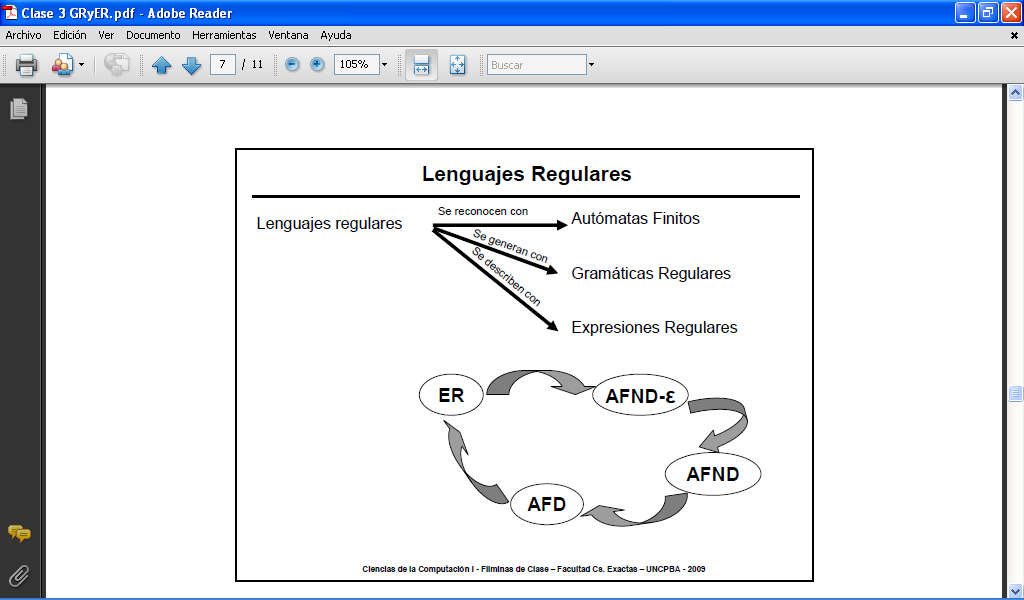 Clase 3 GRyER.pdf - Adobe Reader
Archivo Edición Ver Documento Herramientas Ventana Ayuda
7 / 11 105% Buscar
Lenguajes Regulares
Lenguajes regulares
Se reconocen con
Autómatas Finitos
Se generan con
Gramáticas Regulares
Se describen con
Expresiones Regulares
ER
AFND-ε
AFND
AFD
Ciencias de la Computación I - Filminas de Clase – Facultad Cs. Exactas – UNCPBA - 2009